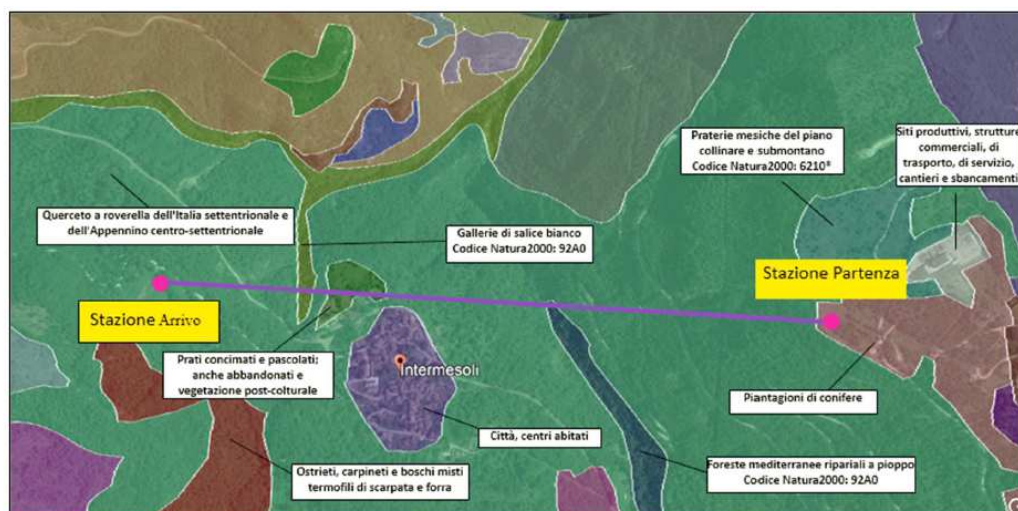 Praterie mesiche del piano
collinare e submontano
Codice Natura2000: 6210*
Siti produttivi, strutture
commerciali, di
trasporto, di servizio,
cantieri e sbancamenti
Querceto a roverella dell'Italia settentrionale e
dell'Appennino centro-settentrionale
Gallerie di salice bianco
Codice Natura2000: 92A0
Stazione Partenza
Stazione Arrivo
Prati concimati e pascolati;
anche abbandonati e
vegetazione post-colturale
Intermesoli
Piantagioni di conifere
Città, centri abitati
Ostrieti, carpineti e boschi misti
termofili di scarpata e forra
Foreste mediterranee ripariali a pioppo
Codice Natura2000: 92A0